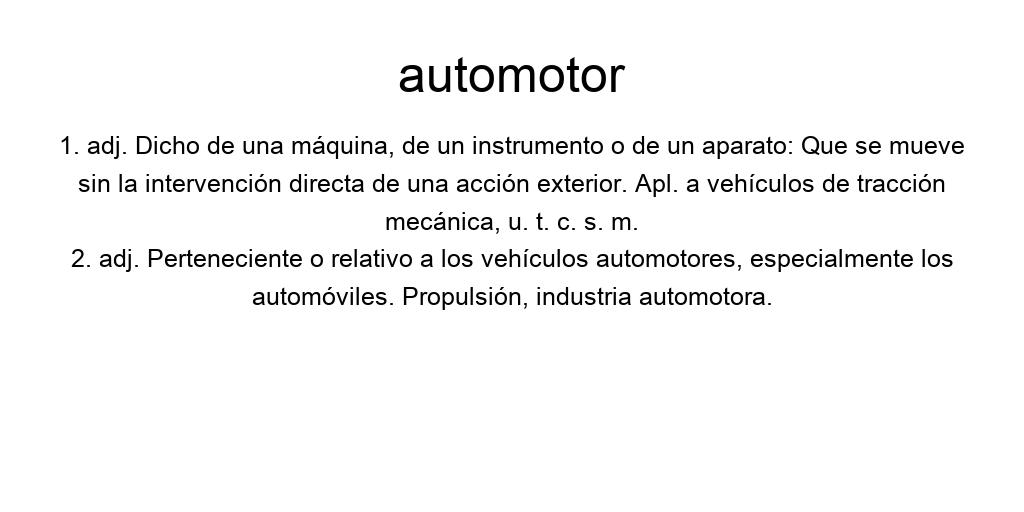 automotor
1. adj. Dicho de una máquina, de un instrumento o de un aparato: Que se mueve
sin la intervención directa de una acción exterior. Apl. a vehículos de tracción
mecánica, u. t. c. s. m.
2. adj. Perteneciente o relativo a los vehículos automotores, especialmente los
automóviles. Propulsión, industria automotora.